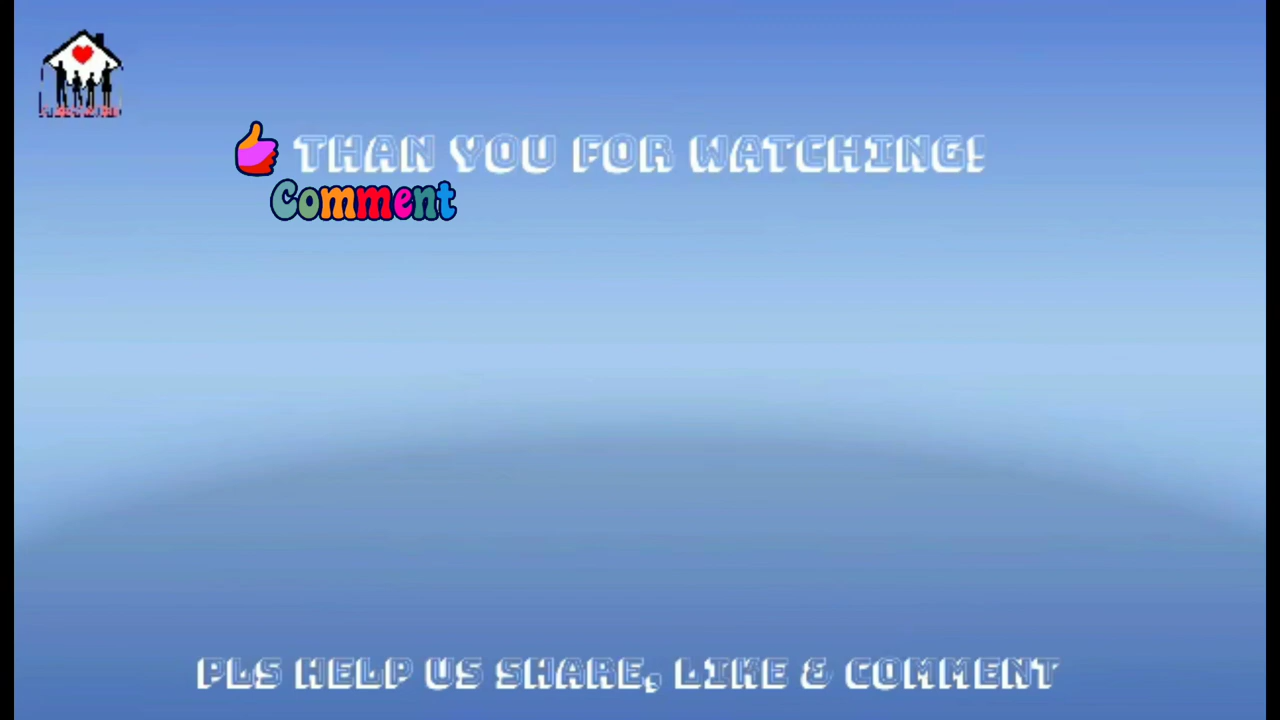 THAN YOU FOR WATCHING!
Comment
PLS HELP US SHARE, LIKE & COMMENT